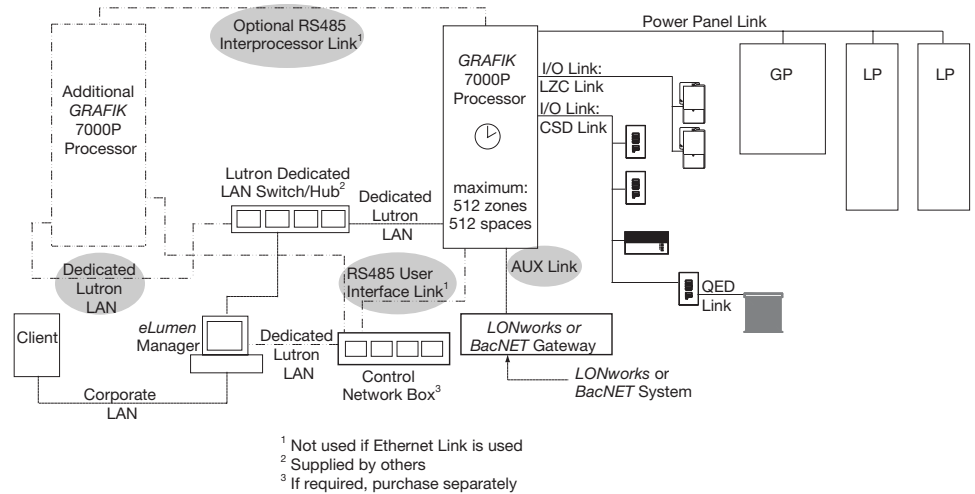 Optional RS485
Interprocessor Link¹
Power Panel Link
GRAFIK
7000P
Processor
I/O Link:
LZC Link
I/O Link:
CSD Link
GP
LP
LP
Additional
GRAFIK
7000P
Processor
Lutron Dedicated
LAN Switch/Hub²
Dedicated
Lutron
LAN
maximum:
512 zones
512 spaces
Dedicated
Lutron
LAN
RS485 User
Interface Link¹
AUX Link
QED
Link
Client
eLumen
Manager
Dedicated
Lutron
LAN
LONworks or
BacNET Gateway
Control
Network Box³
LONworks or
BacNET System
Corporate
LAN
¹ Not used if Ethernet Link is used
² Supplied by others
³ If required, purchase separately